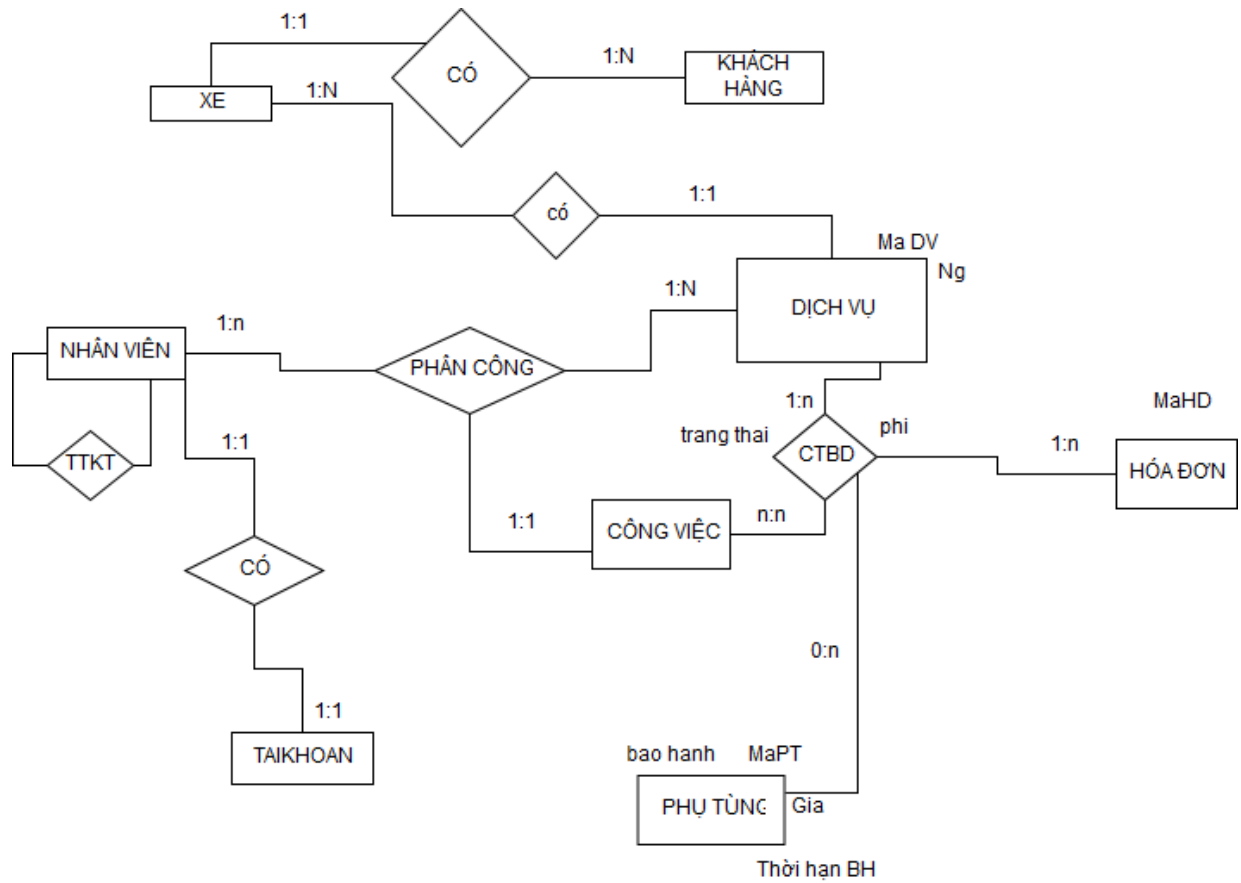 1:1
1:N
KHÁCH
HÀNG
CÓ
XE
1:N
có
1:1
Ma DV
Ng
DỊCH VỤ
1:N
1:n
NHÂN VIÊN
PHÂN CÔNG
1:n
MaHD
trang thai
phi
1:n
1:1
TTKT
CTBD
HÓA ĐƠN
1:1
CÔNG VIỆC
n:n
CÓ
0:n
1:1
TAIKHOAN
bao hanh
MaPT
PHỤ TÙNG
Gia
Thời hạn BH